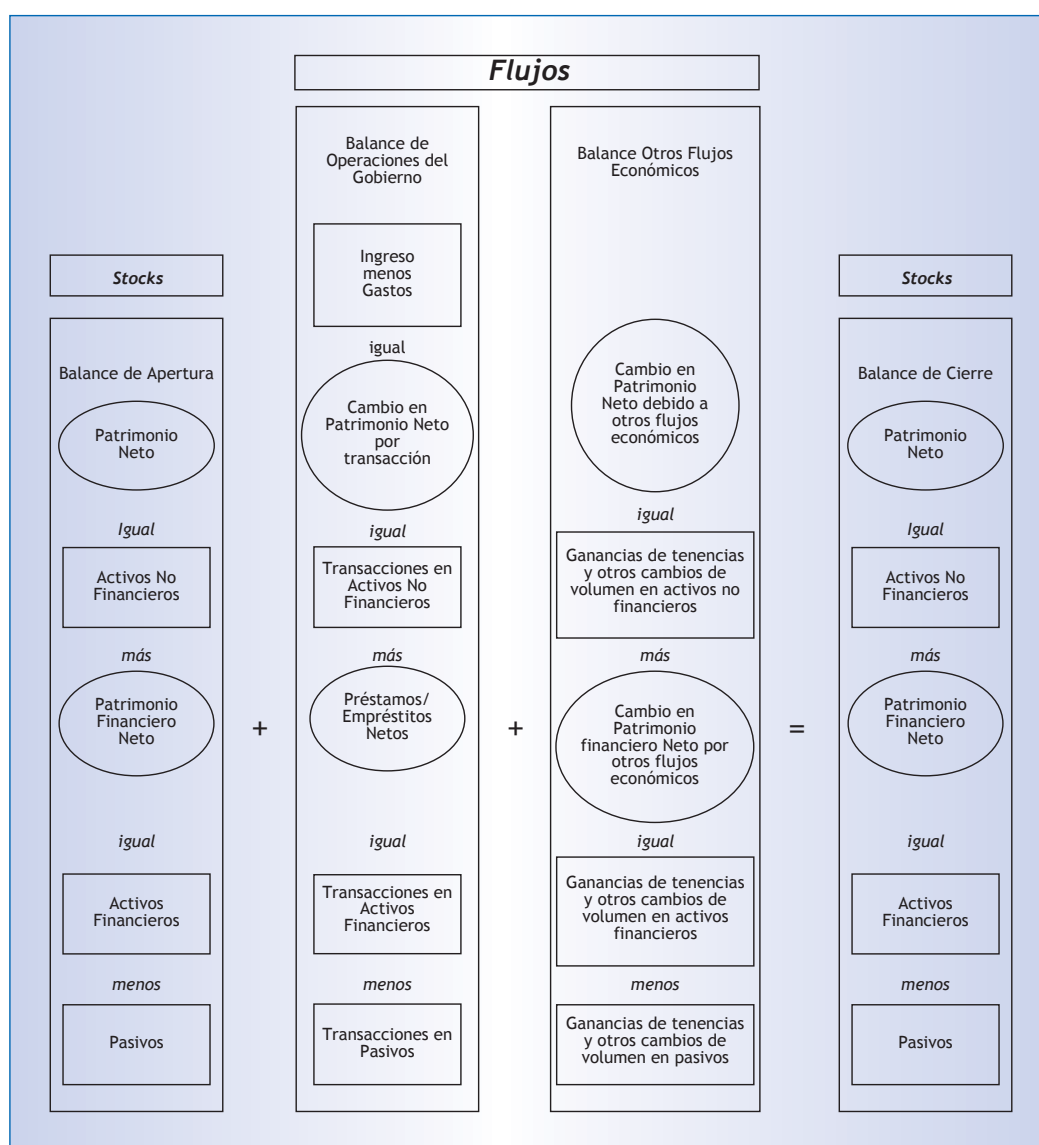 Flujos
Stocks
Balance de Apertura
Patrimonio
Neto
Igual
Activos No
Financieros
más
Patrimonio
Financiero
Neto
igual
Activos
Financieros
menos
Pasivos
+
Balance de
Operaciones del
Gobierno
Ingreso
menos
Gastos
igual
Cambio en
Patrimonio Neto
por
transacción
igual
Transacciones en
Activos No
Financieros
más
Préstamos/
Empréstitos
Netos
igual
Transacciones en
Activos
Financieros
menos
Transacciones en
Pasivos
+
Balance Otros Flujos
Económicos
Cambio en
Patrimonio
Neto debido a
otros flujos
económicos
igual
Ganancias de tenencias
y otros cambios de
volumen en activos no
financieros
más
Cambio en
Patrimonio
financiero Neto por
otros flujos
económicos
igual
Ganancias de tenencias
y otros cambios de
volumen en activos
financieros
menos
Ganancias de tenencias
y otros cambios de
volumen en pasivos
=
Stocks
Balance de Cierre
Patrimonio
Neto
Igual
Activos No
Financieros
más
Patrimonio
Financiero
Neto
igual
Activos
Financieros
menos
Pasivos